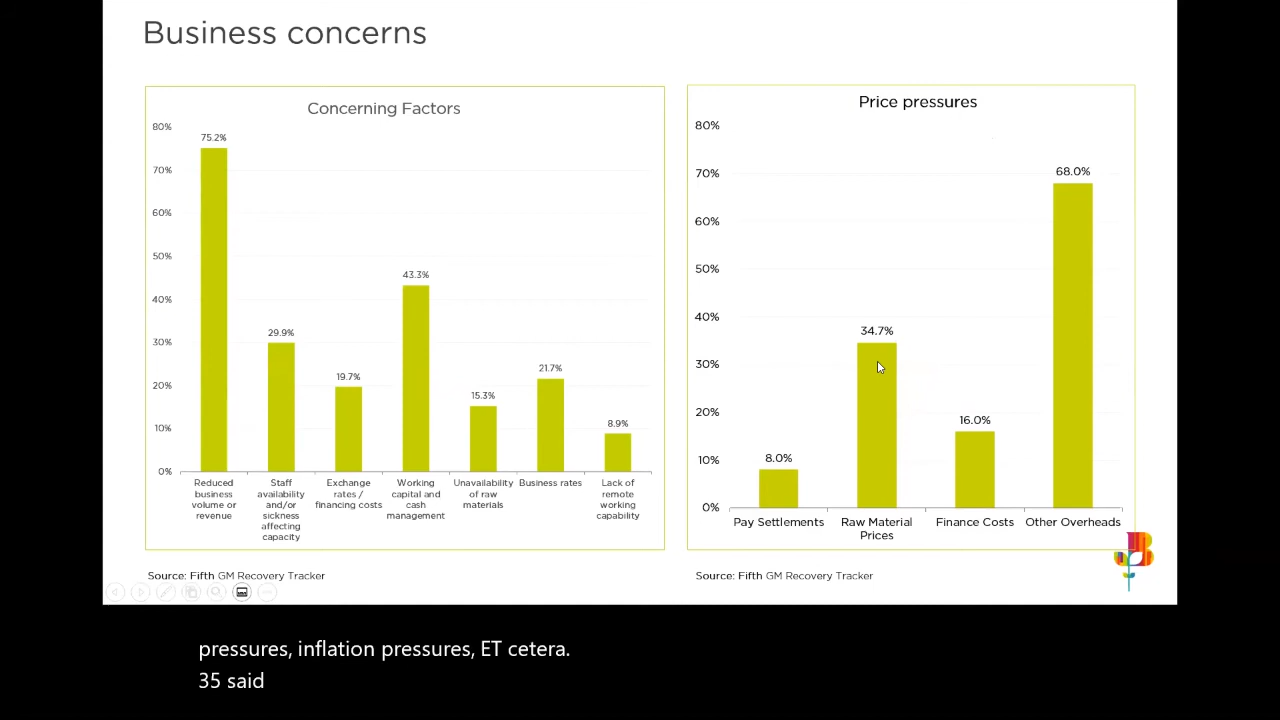 Business concerns
Concerning Factors
80%
70%
60%
50%
40%
30%
20%
10%
0%
75.2%
29.9%
19.7%
43.3%
15.3%
21.7%
8.9%
Reduced
business
volume or
revenue
Staff
availability
and/or
sickness
affecting
capacity
Exchange
rates /
financing costs
Working
capital and
cash
management
Unavailability
of raw
materials
Business rates
Lack of
remote
working
capability
Source: Fifth GM Recovery Tracker
Price pressures
80%
70%
60%
50%
40%
30%
20%
10%
0%
8.0%
34.7%
16.0%
68.0%
Pay Settlements
Raw Material
Prices
Finance Costs
Other Overheads
Source: Fifth GM Recovery Tracker
pressures, inflation pressures, ET cetera.
35 said